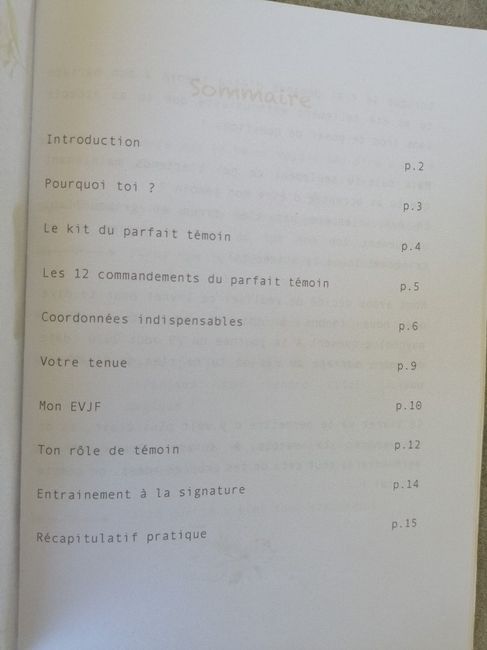 Sommaire
Introduction p.2
Pourquoi toi ? p.3
Le kit du parfait témoin p.4
Les 12 commandements du parfait témoin p.5
Coordonnées indispensables p.6
Votre tenue p.9
Mon EVJF p.10
Ton rôle de témoin p.12
Entrainement à la signature p.14
Récapitulatif pratique p.15